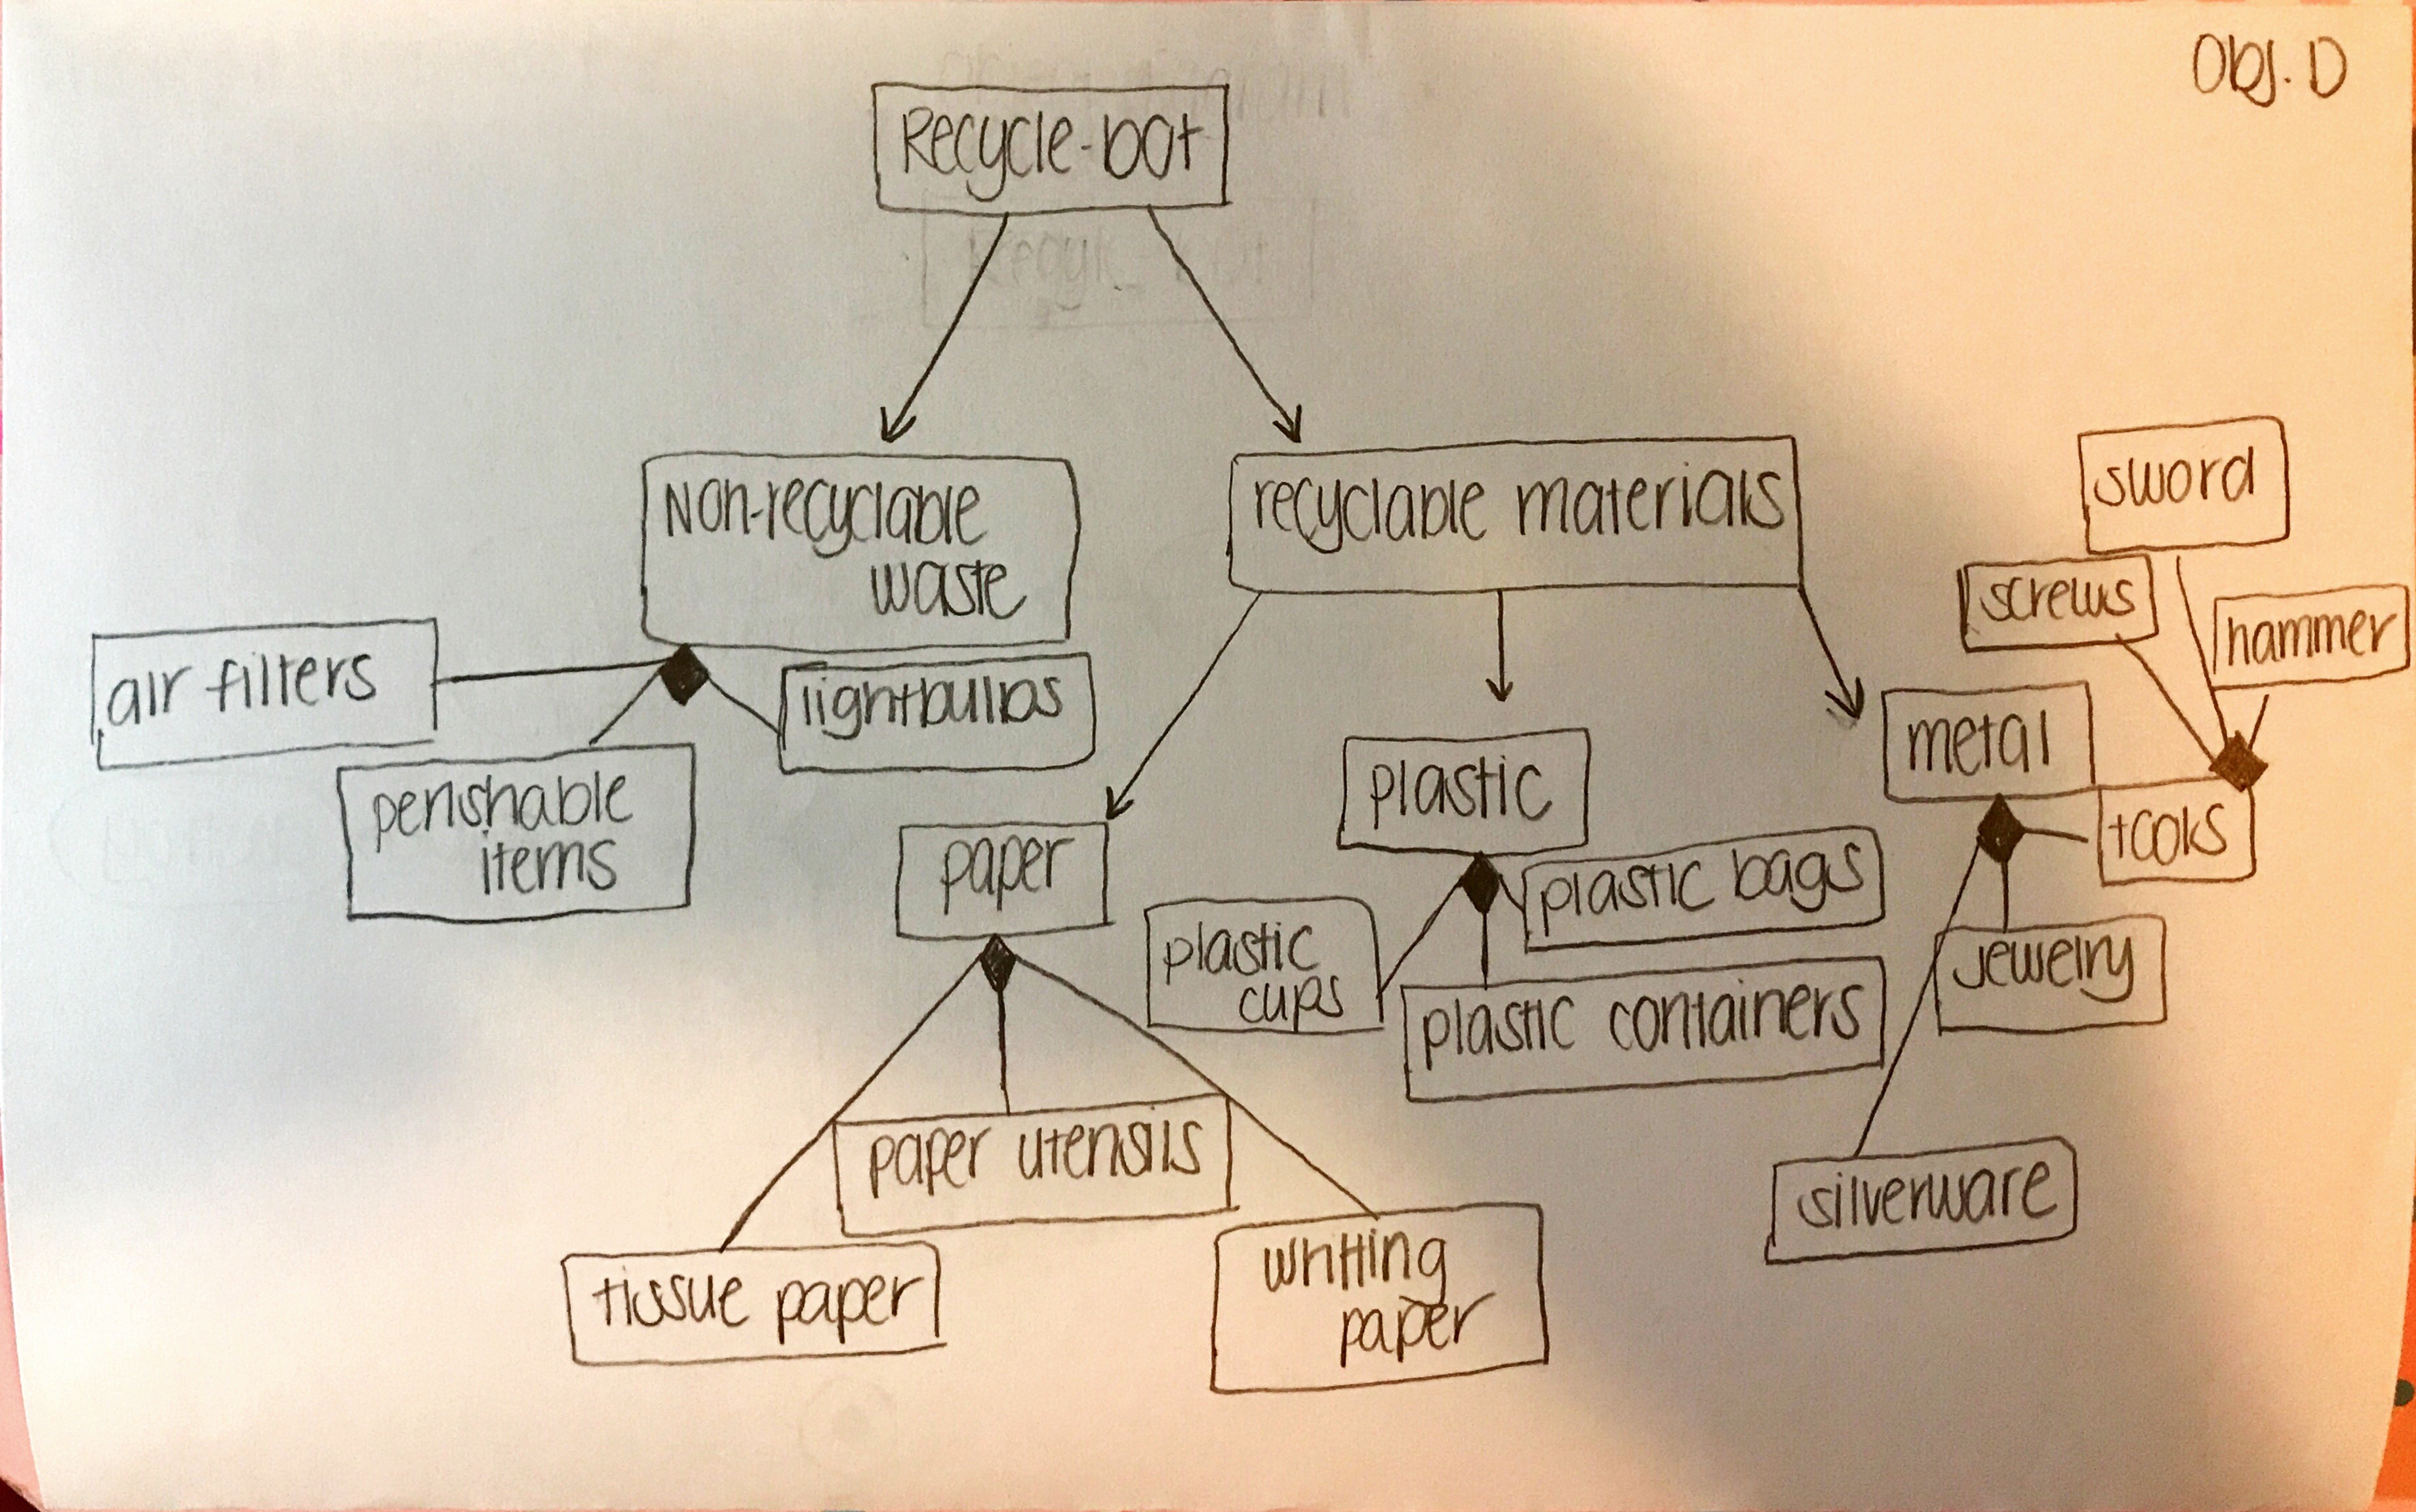 Obj. D
Recycle-bot
Non-recyclable
waste
recyclable materials
sword
screws
hammer
air filters
lightbulbs
metal
perishable
items
plastic
tools
paper
plastic bags
plastic
cups
jewelry
plastic containers
paper utensils
silverware
tissue paper
writting
paper